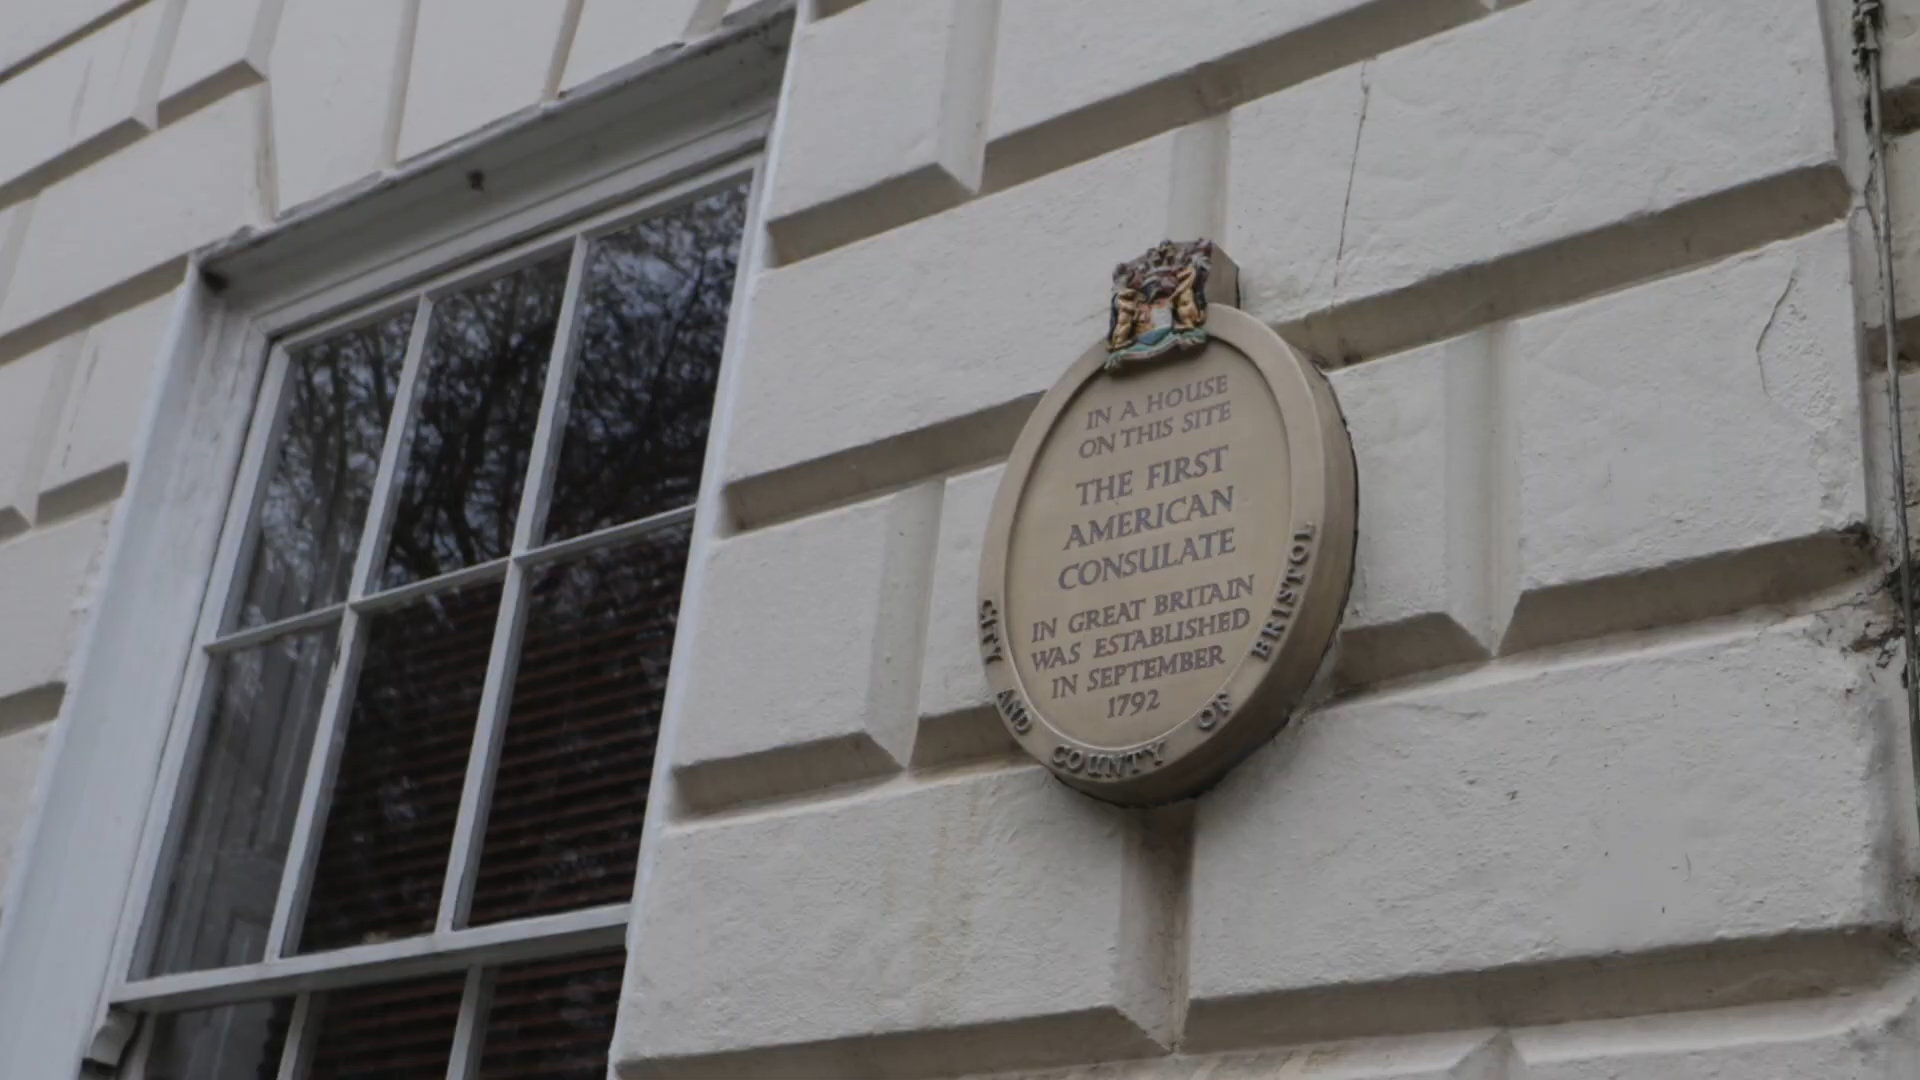 IN A HOUSE
ON THIS SITE
THE FIRST
AMERICAN
CONSULATE
IN GREAT BRITAIN
WAS ESTABLISHED
IN SEPTEMBER
1792
CITY AND COUNTY OF BRISTOL